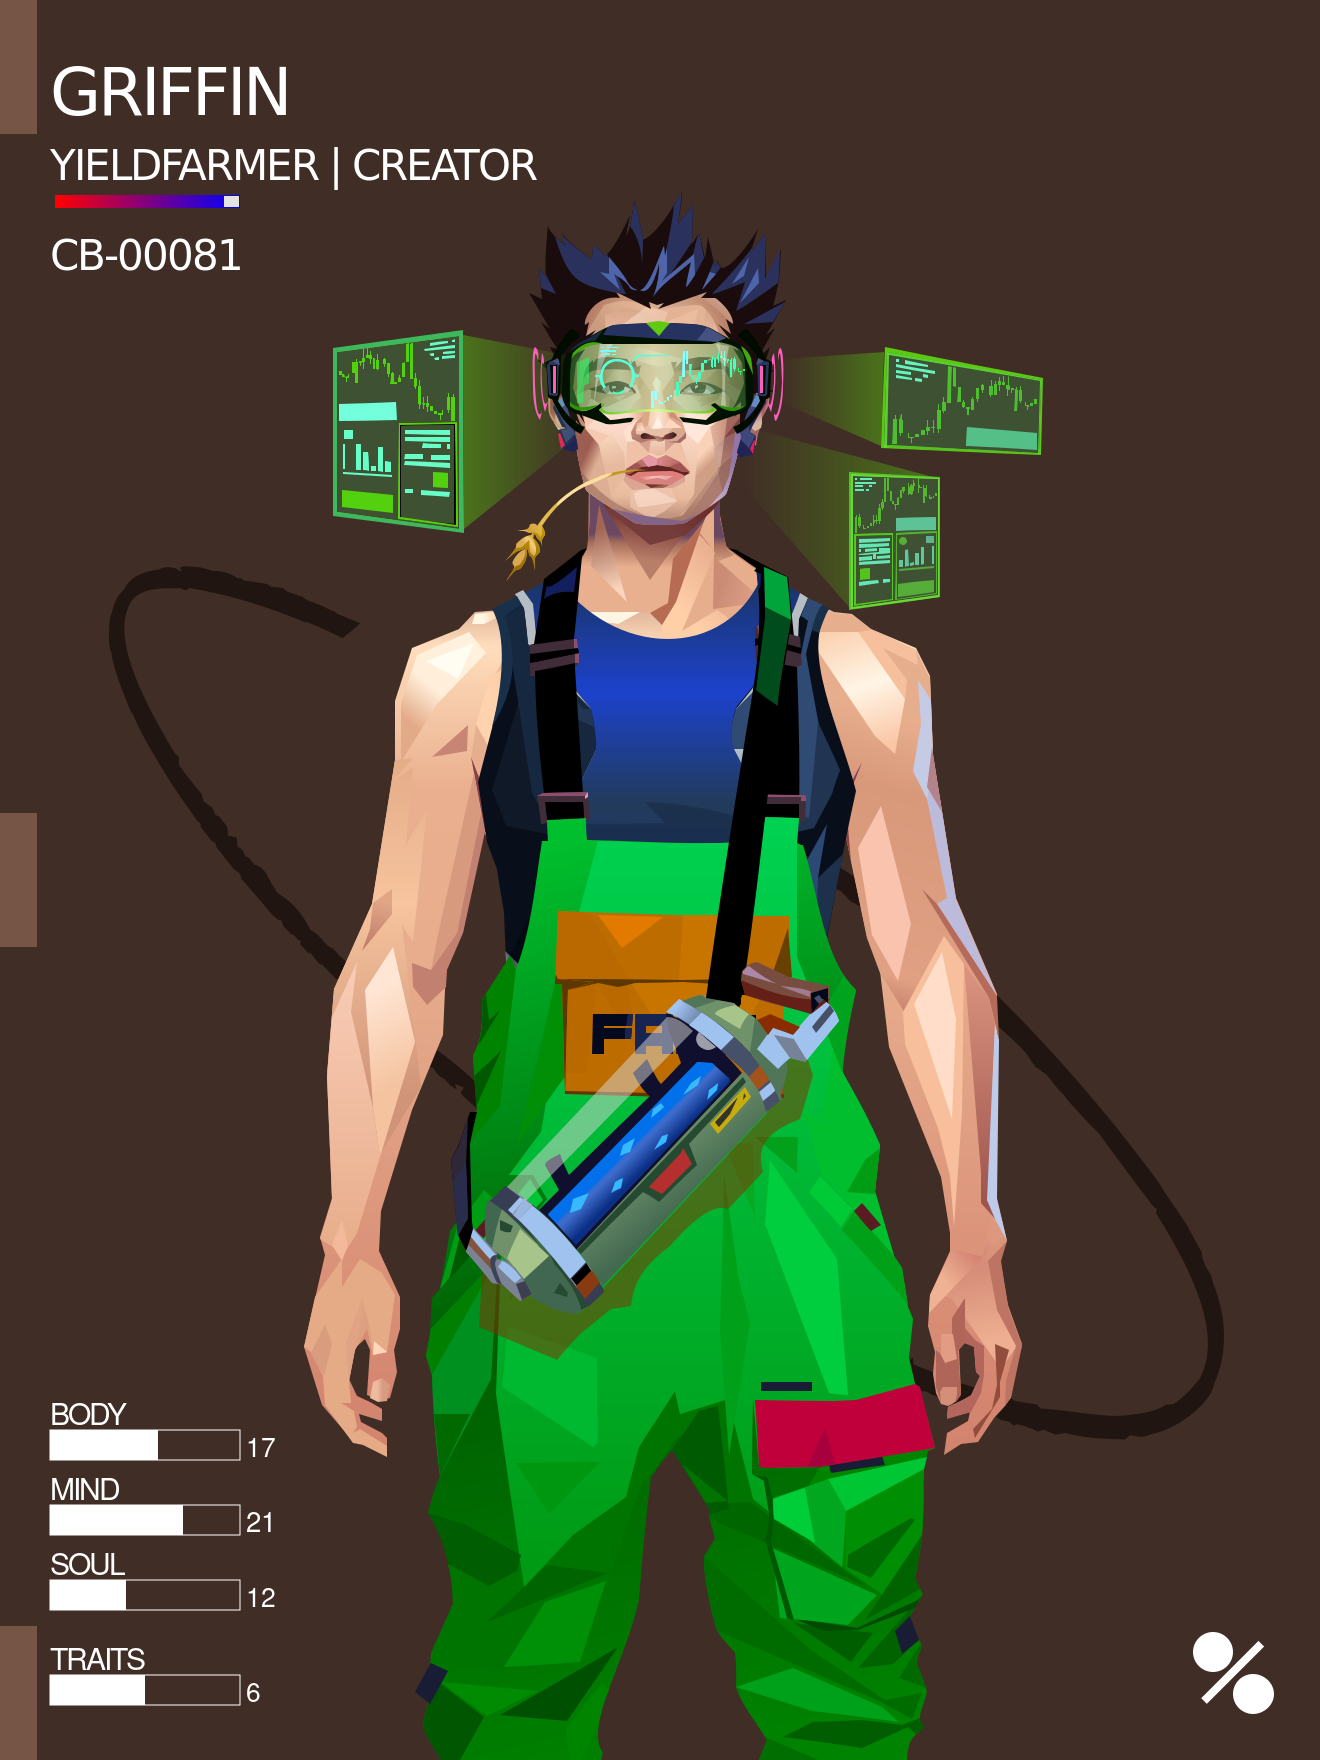 GRIFFIN
YIELDFARMER | CREATOR
CB-00081
BODY
17
MIND
21
SOUL
12
TRAITS
6